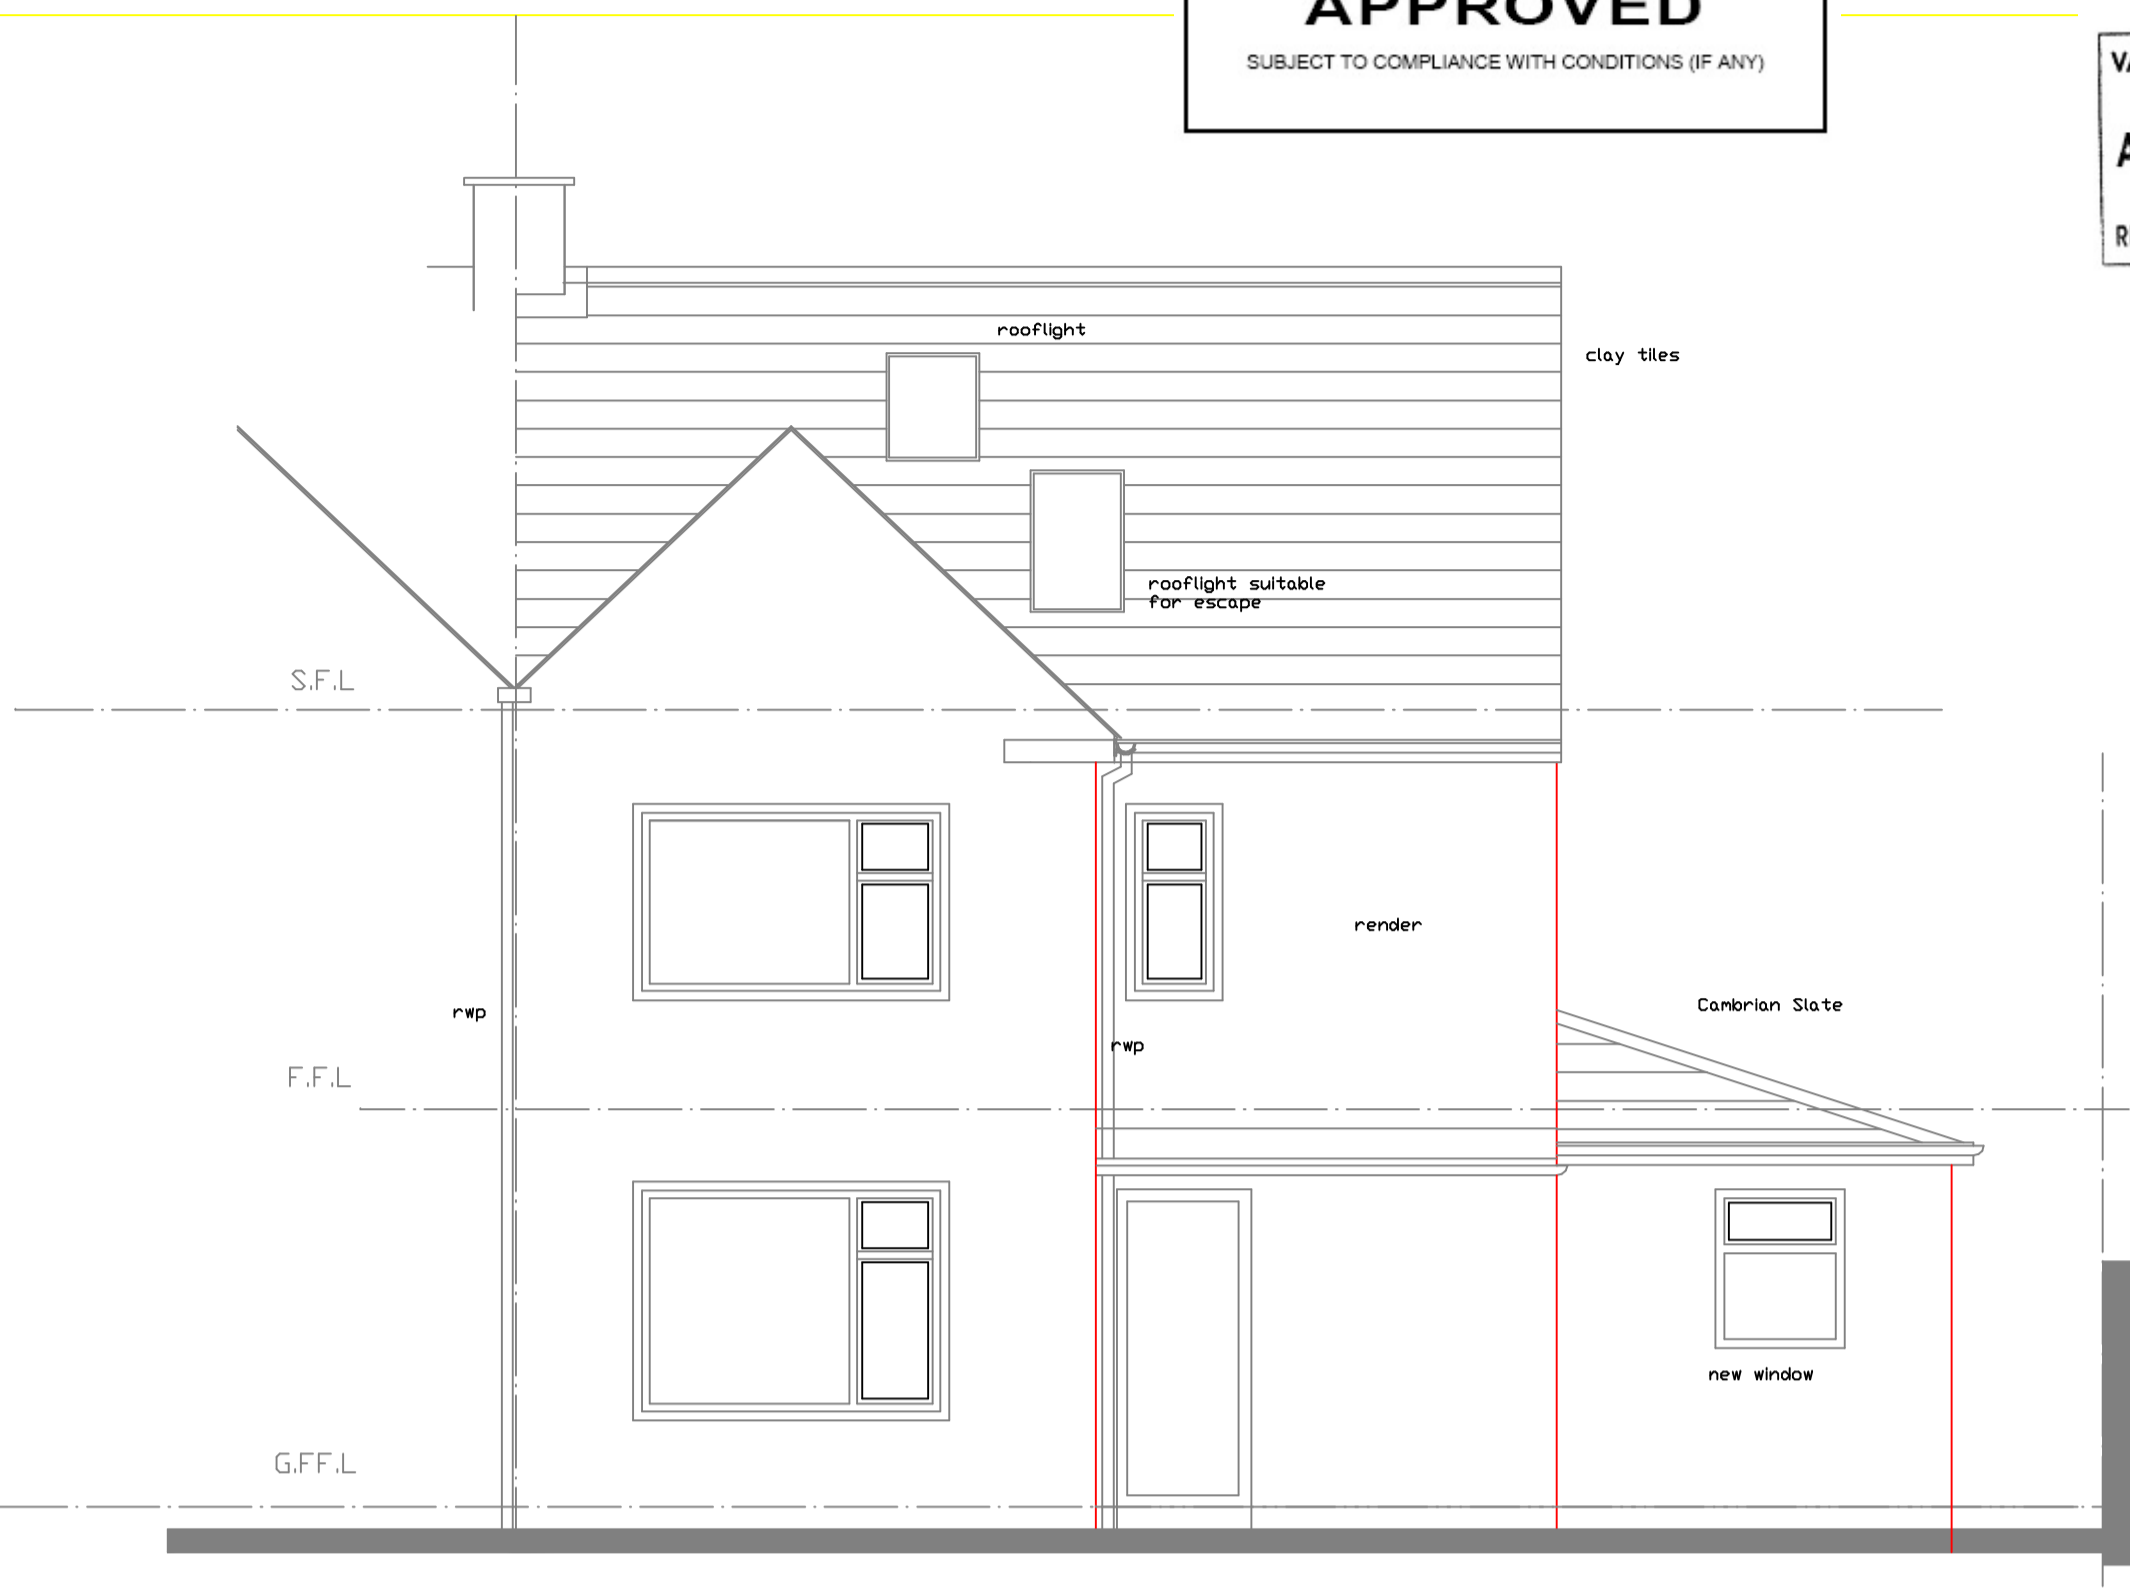 APPROVED
SUBJECT TO COMPLIANCE WITH CONDITIONS (IF ANY)
rooflight
clay tiles
rooflight suitable
for escape
S.F.L
render
Cambrian Slate
rwp
rwp
F.F.L
new window
G.FF.L